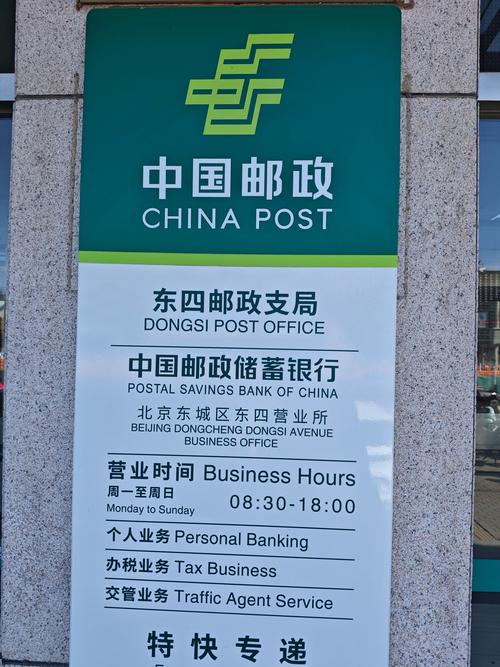 中国邮政
CHINA POST
东四邮政支局
DONGSI POST OFFICE
中国邮政储蓄银行
POSTAL SAVINGS BANK OF CHINA
北京东城区东四营业所
BEIJING DONGCHENG DONGSI AVENUE
BUSINESS OFFICE
营业时间 Business Hours
周一至周日
Monday to Sunday
08:30-18:00
个人业务 Personal Banking
办税业务 Tax Business
交管业务 Traffic Agent Service
特快专递